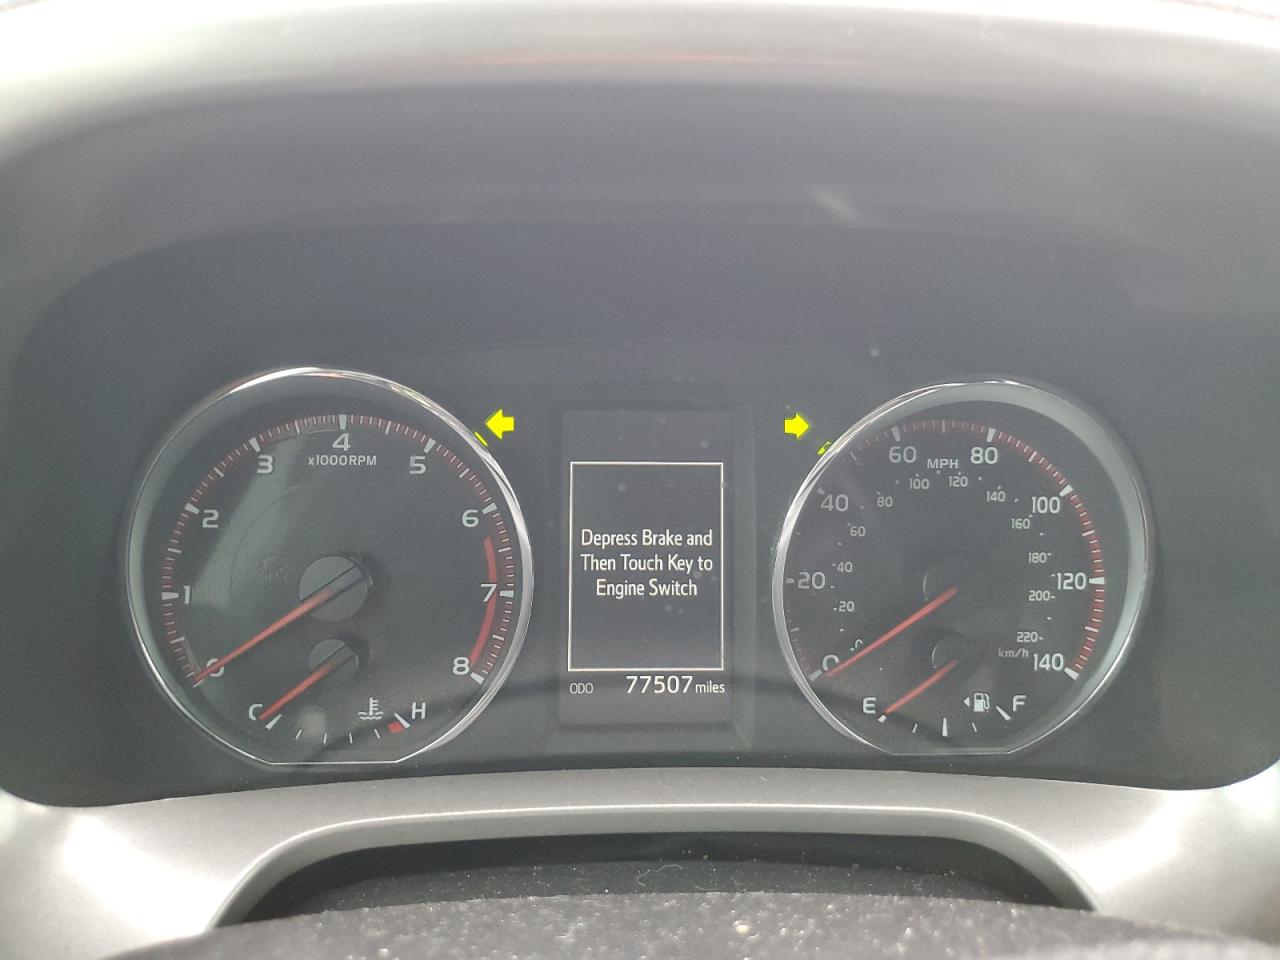 4
3
5
x1000RPM
2
6
1
7
0
8
C
H
Depress Brake and
Then Touch Key to
Engine Switch
ODO 77507 miles
60 MPH 80
100 120
40 80 140 100
60 160
40 180
20 120
20 200
0 0 220
km/h 140
E F